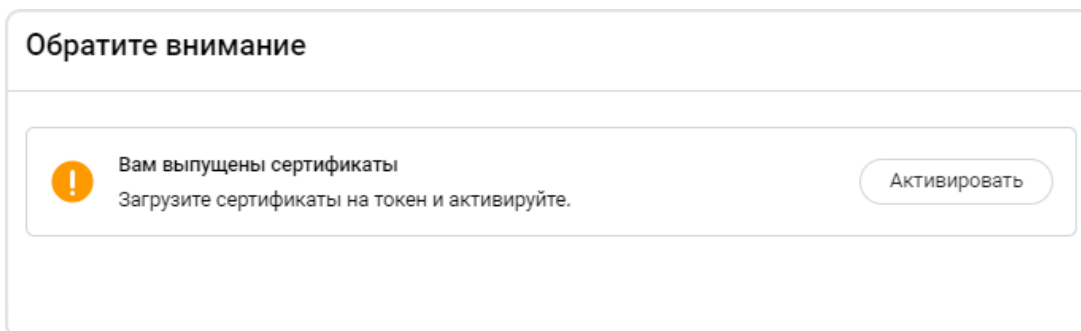 Обратите внимание
Вам выпущены сертификаты
Загрузите сертификаты на токен и активируйте.
Активировать